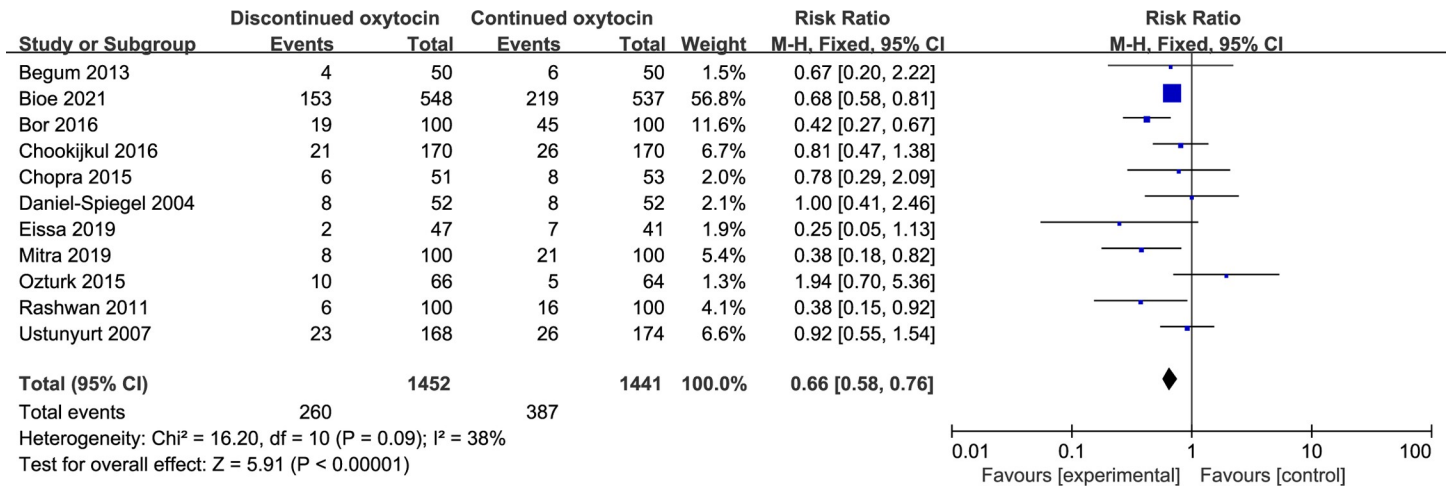 Discontinued oxytocin Continued oxytocin Risk Ratio Risk Ratio
Study or Subgroup Events Total Events Total Weight M-H, Fixed, 95% CI M-H, Fixed, 95% CI
Begum 2013 4 50 6 50 1.5% 0.67 [0.20, 2.22]
Bioe 2021 153 548 219 537 56.8% 0.68 [0.58, 0.81]
Bor 2016 19 100 45 100 11.6% 0.42 [0.27, 0.67]
Chookijkul 2016 21 170 26 170 6.7% 0.81 [0.47, 1.38]
Chopra 2015 6 51 8 53 2.0% 0.78 [0.29, 2.09]
Daniel-Spiegel 2004 8 52 8 52 2.1% 1.00 [0.41, 2.46]
Eissa 2019 2 47 7 41 1.9% 0.25 [0.05, 1.13]
Mitra 2019 8 100 21 100 5.4% 0.38 [0.18, 0.82]
Ozturk 2015 10 66 5 64 1.3% 1.94 [0.70, 5.36]
Rashwan 2011 6 100 16 100 4.1% 0.38 [0.15, 0.92]
Ustunyurt 2007 23 168 26 174 6.6% 0.92 [0.55, 1.54]
Total (95% CI) 1452 1441 100.0% 0.66 [0.58, 0.76]
Total events 260 387
Heterogeneity: Chi² = 16.20, df = 10 (P = 0.09); I² = 38%
Test for overall effect: Z = 5.91 (P < 0.00001)
0.01 0.1 1 10 100
Favours [experimental] Favours [control]